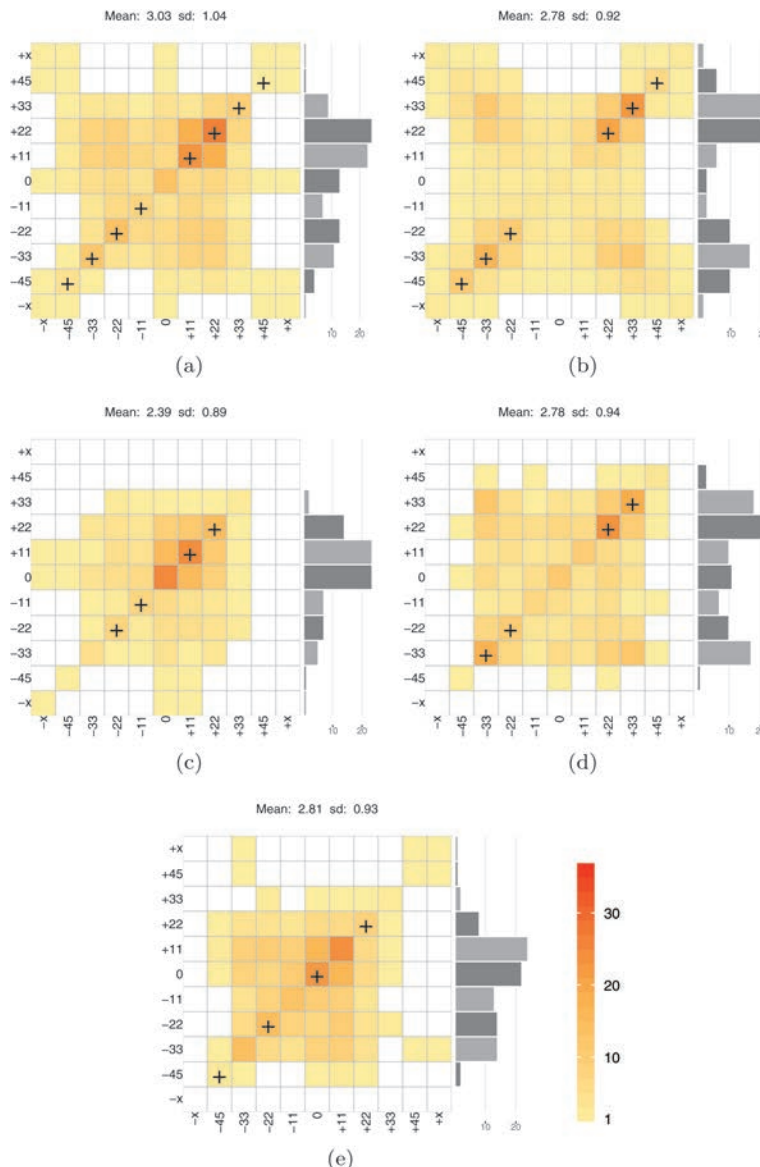 Mean: 3.03 sd: 1.04
+x
+45
+33
+22
+11
0
−11
−22
−33
−45
−x
−x −45 −33 −22 −11 0 +11 +22 +33 +45 +x
10 20
(a)
Mean: 2.78 sd: 0.92
+x
+45
+33
+22
+11
0
−11
−22
−33
−45
−x
−x −45 −33 −22 −11 0 +11 +22 +33 +45 +x
10 20
(b)
Mean: 2.39 sd: 0.89
+x
+45
+33
+22
+11
0
−11
−22
−33
−45
−x
−x −45 −33 −22 −11 0 +11 +22 +33 +45 +x
10 20
(c)
Mean: 2.78 sd: 0.94
+x
+45
+33
+22
+11
0
−11
−22
−33
−45
−x
−x −45 −33 −22 −11 0 +11 +22 +33 +45 +x
10 20
(d)
Mean: 2.81 sd: 0.93
+x
+45
+33
+22
+11
0
−11
−22
−33
−45
−x
−x −45 −33 −22 −11 0 +11 +22 +33 +45 +x
10 20
(e)
30
20
10
1